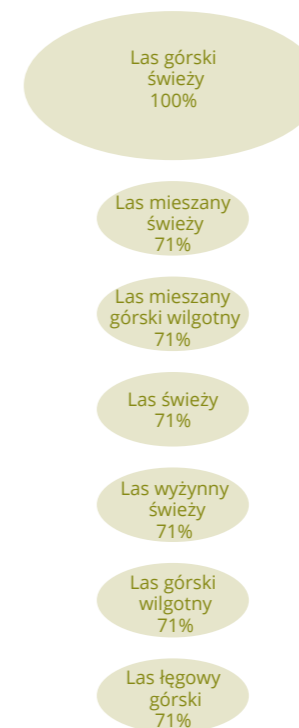 Las górski
świeży
100%
Las mieszany
świeży
71%
Las mieszany
górski wilgotny
71%
Las świeży
71%
Las wyżynny
świeży
71%
Las górski
wilgotny
71%
Las łęgowy
górski
71%